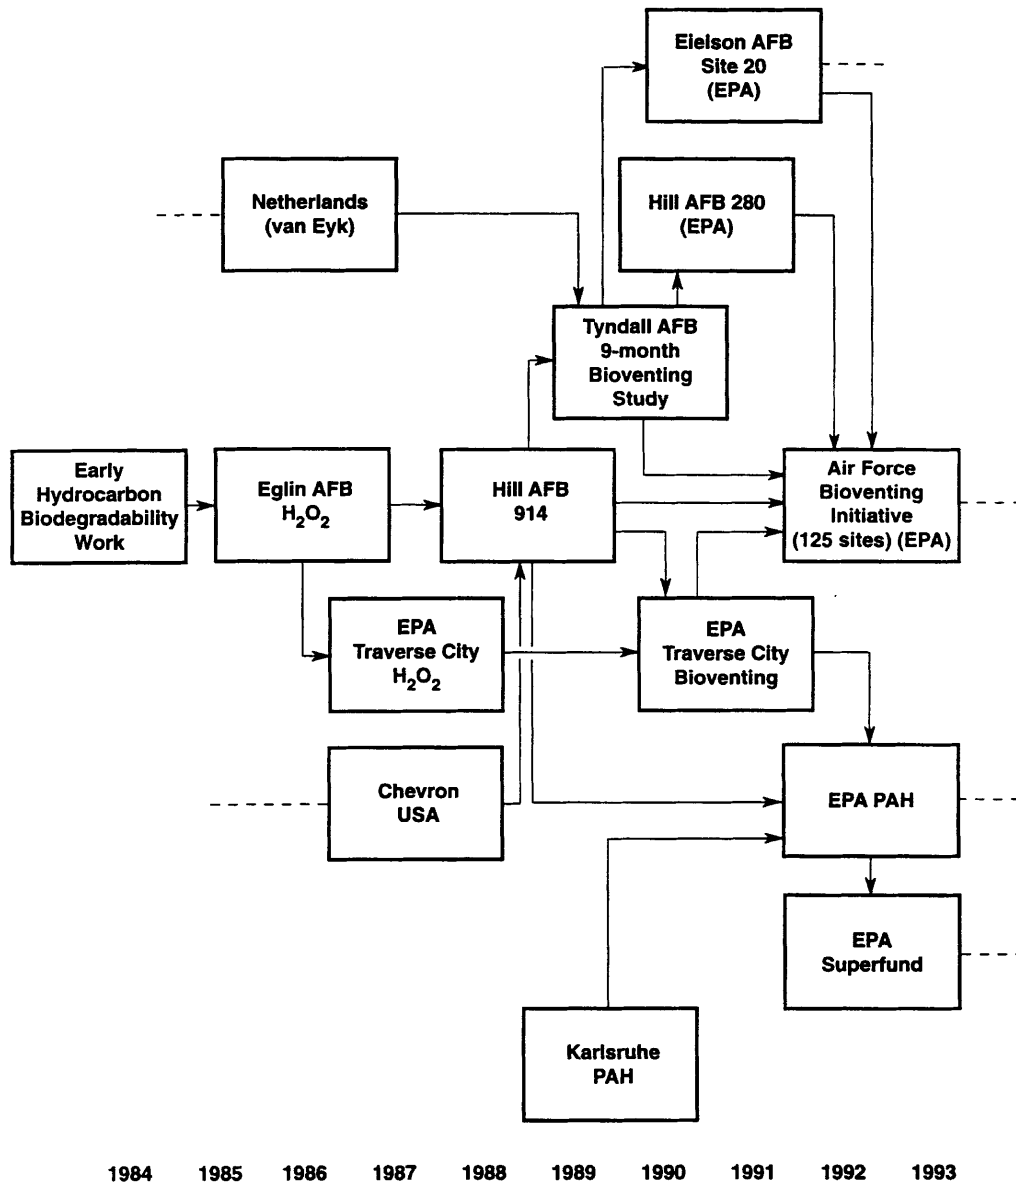 Eielson AFB
Site 20
(EPA)
Netherlands
(van Eyk)
Hill AFB 280
(EPA)
Tyndall AFB
9-month
Bioventing
Study
Early
Hydrocarbon
Biodegradability
Work
Eglin AFB
H₂O₂
Hill AFB
914
Air Force
Bioventing
Initiative
(125 sites) (EPA)
EPA
Traverse City
H₂O₂
EPA
Traverse City
Bioventing
Chevron
USA
EPA PAH
EPA
Superfund
Karlsruhe
PAH
1984 1985 1986 1987 1988 1989 1990 1991 1992 1993